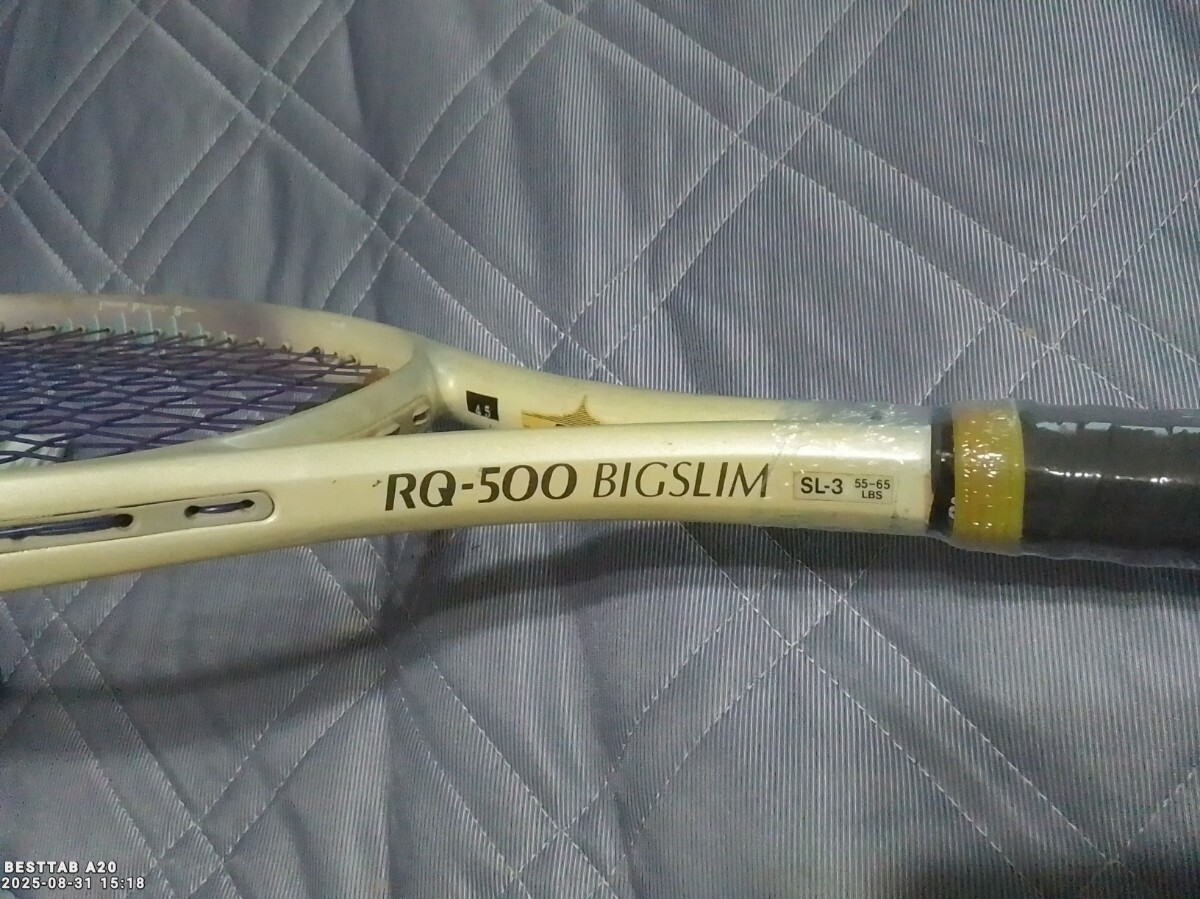 RQ-500 BIGSLIM
SL-3 55-65
LBS
BESTTAB A20
2025-08-31 15:18